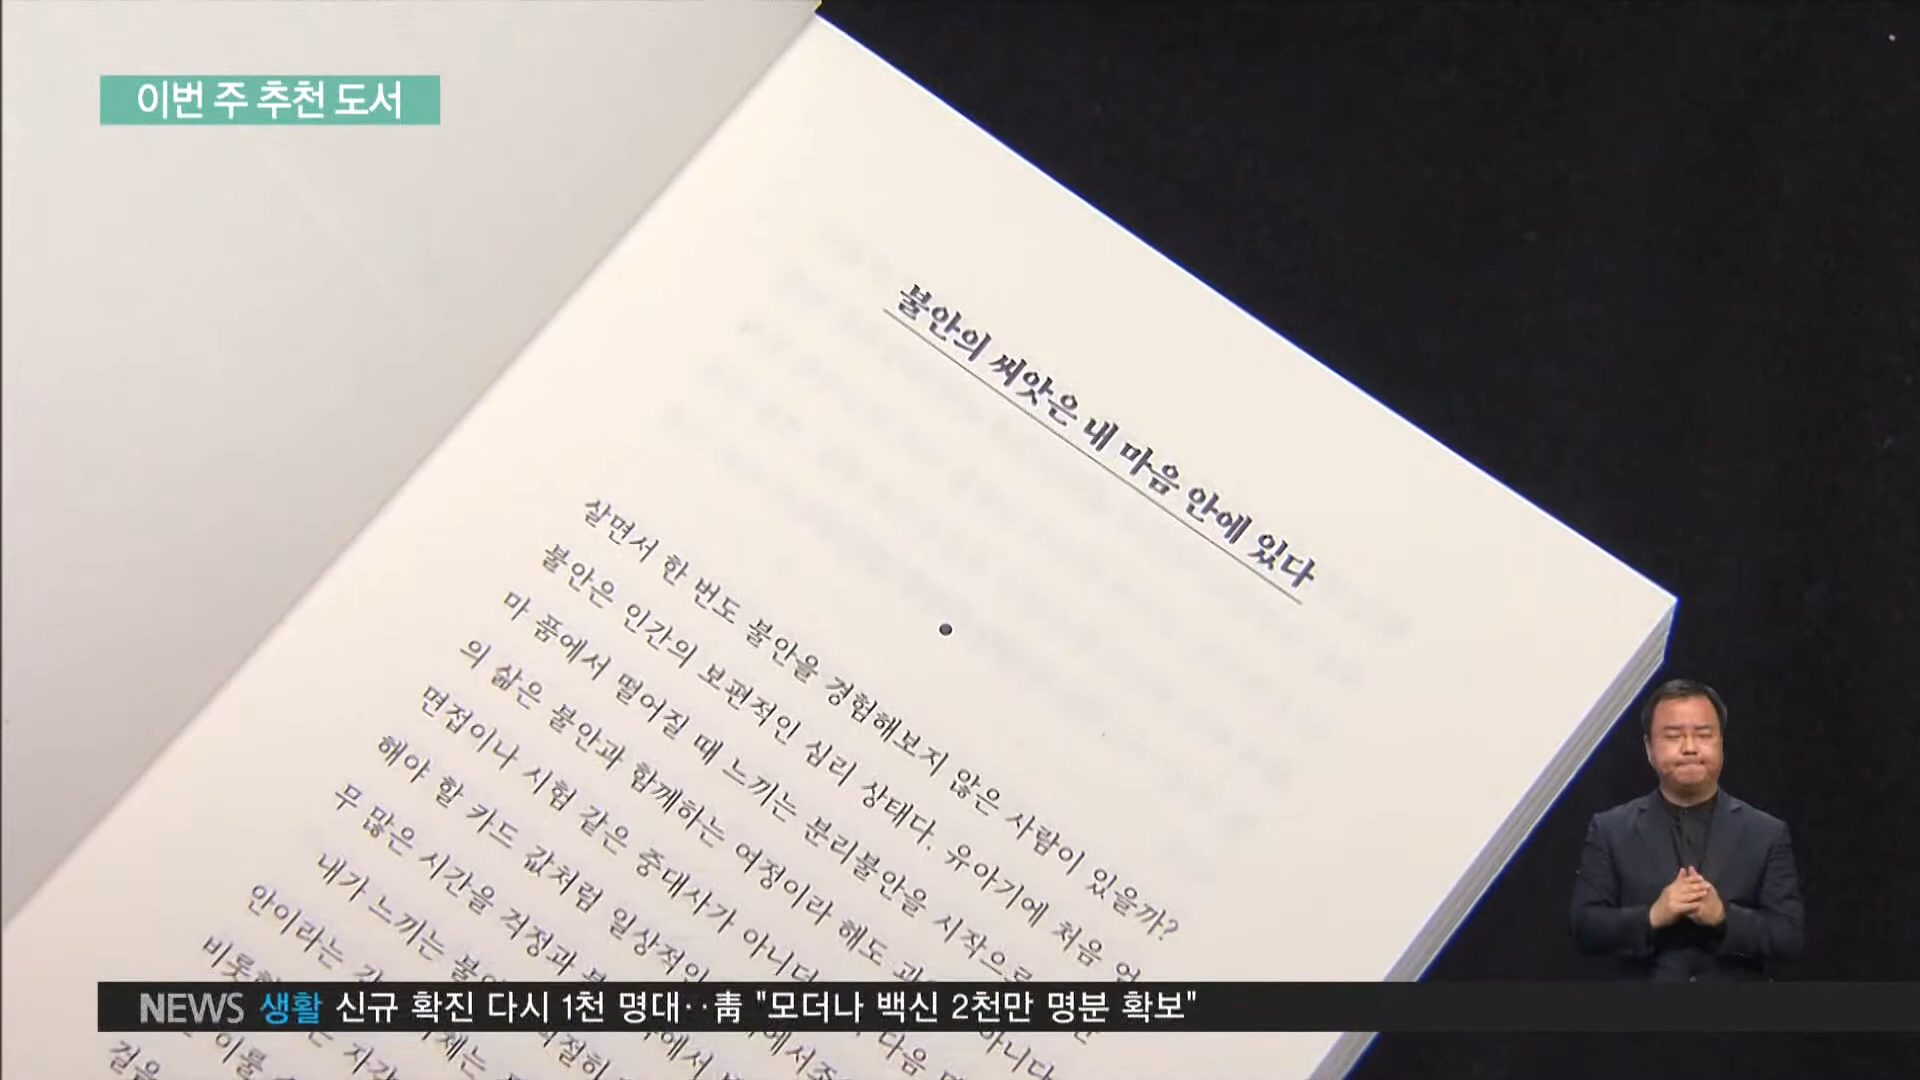 이번 주 추천 도서
불안의 씨앗은 내 마음 안에 있다
살면서 한 번도 불안을 경험해보지 않은 사람이 있을까?
불안은 인간의 보편적인 심리 상태다. 유아기에 처음 엄
마 품에서 떨어질 때 느끼는 분리불안을 시작으로
의 삶은 불안과 함께하는 여정이라 해도
면접이나 시험 같은 중대사가 아니더
해야 할 카드 값처럼 일상적인
무 많은 시간을 걱정과
내가 느끼는
안이라는
걸음
NEWS 생활 신규 확진 다시 1천 명대‥靑 "모더나 백신 2천만 명분 확보"